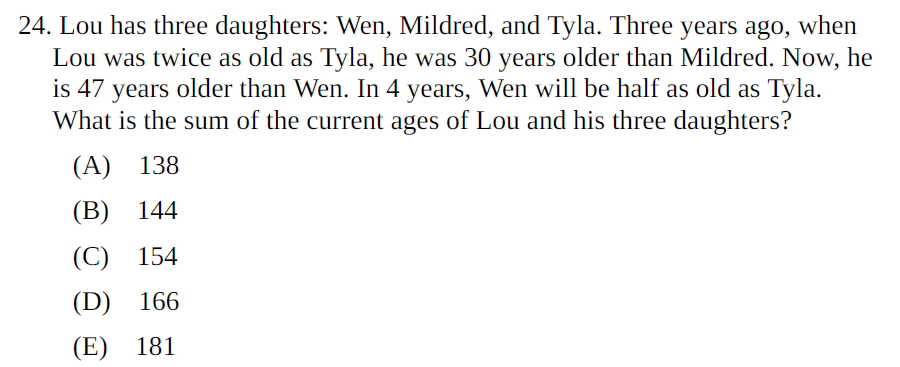 24. Lou has three daughters: Wen, Mildred, and Tyla. Three years ago, when
Lou was twice as old as Tyla, he was 30 years older than Mildred. Now, he
is 47 years older than Wen. In 4 years, Wen will be half as old as Tyla.
What is the sum of the current ages of Lou and his three daughters?
(A) 138
(B) 144
(C) 154
(D) 166
(E) 181